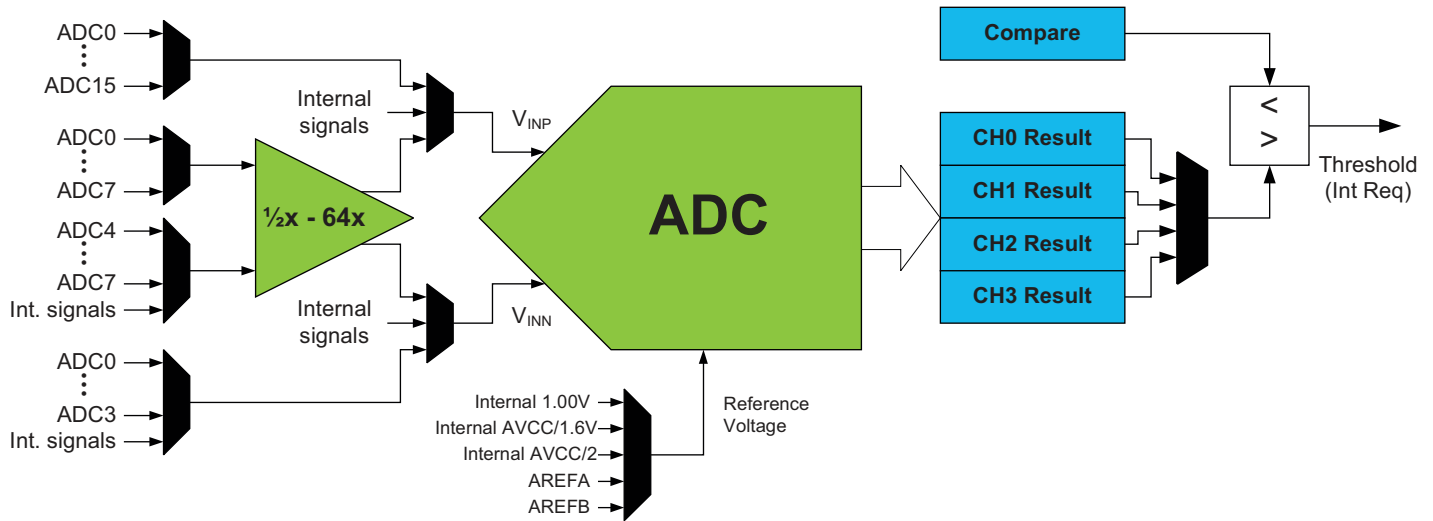 ADC0
ADC15
ADC0
ADC7
ADC4
ADC7
Int. signals
ADC0
ADC3
Int. signals
½x - 64x
Internal
signals
Internal
signals
VINP
VINN
ADC
Internal 1.00V
Internal AVCC/1.6V
Internal AVCC/2
AREFA
AREFB
Reference
Voltage
Compare
CH0 Result
CH1 Result
CH2 Result
CH3 Result
<
>
Threshold
(Int Req)